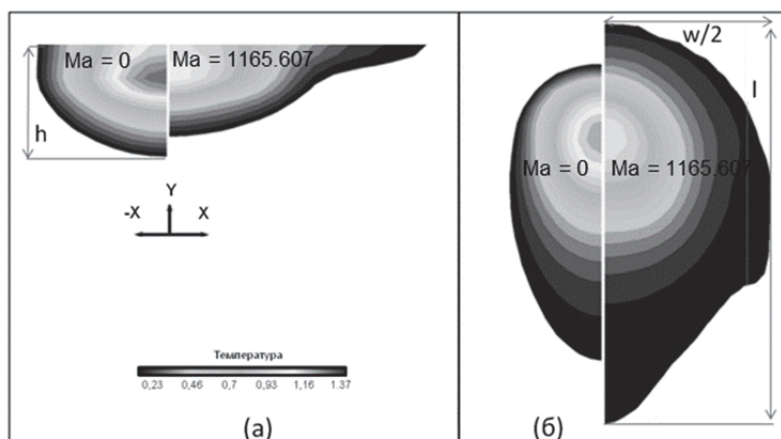 Ma = 0
Ma = 1165.607
h
Y
-X
X
Температура
0,23 0,46 0,7 0,93 1,16 1.37
(а)
w/2
l
Ma = 0
Ma = 1165.607
(б)